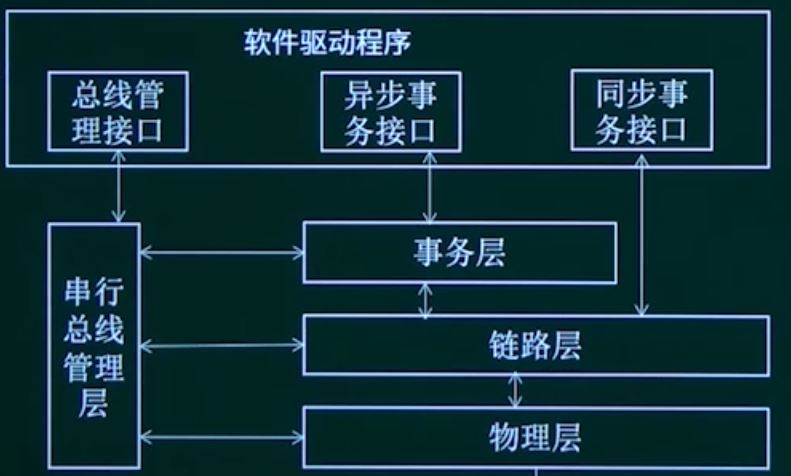 软件驱动程序
总线管
理接口
异步事
务接口
同步事
务接口
事务层
串行
总线
管理
层
链路层
物理层